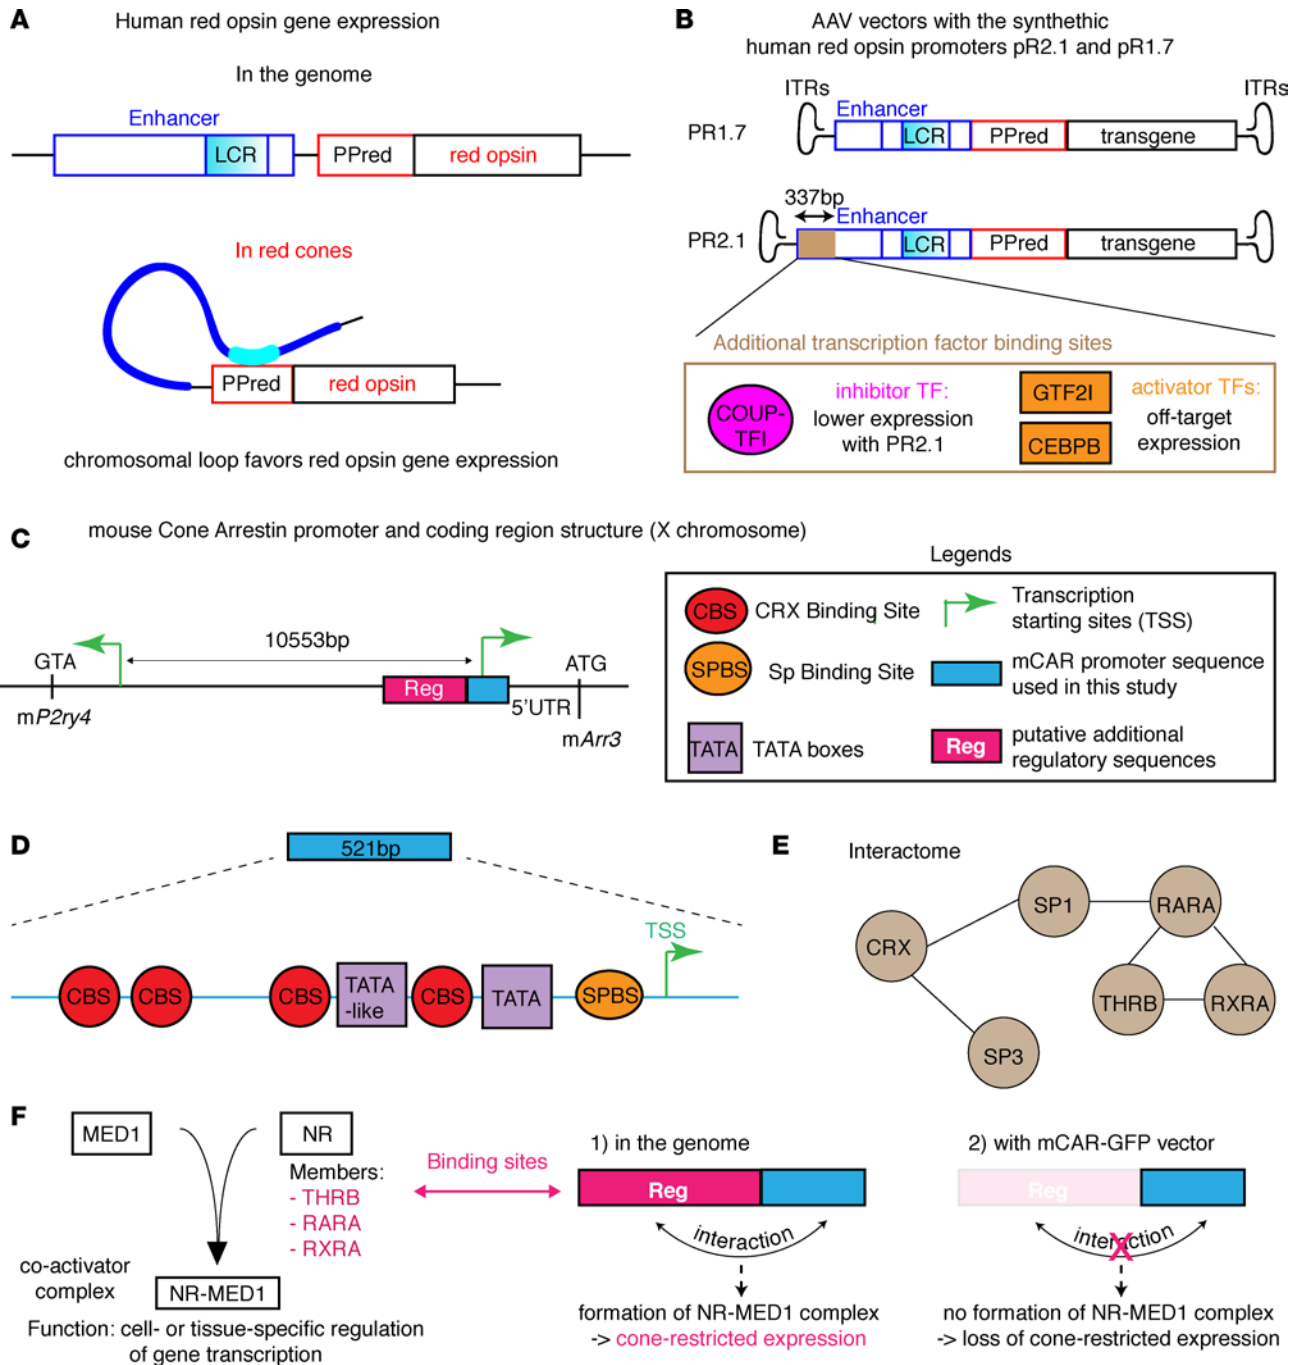 A
Human red opsin gene expression
In the genome
Enhancer
LCR
PPred
red opsin
In red cones
PPred
red opsin
chromosomal loop favors red opsin gene expression
B
AAV vectors with the synthethic
human red opsin promoters pR2.1 and pR1.7
ITRs
ITRs
Enhancer
PR1.7
LCR
PPred
transgene
337bp
Enhancer
PR2.1
LCR
PPred
transgene
Additional transcription factor binding sites
COUP-
TFI
inhibitor TF:
lower expression
with PR2.1
GTF2I
CEBPB
activator TFs:
off-target
expression
C
mouse Cone Arrestin promoter and coding region structure (X chromosome)
10553bp
GTA
ATG
Reg
5'UTR
mP2ry4
mArr3
Legends
CBS
CRX Binding Site
Transcription
starting sites (TSS)
SPBS
Sp Binding Site
mCAR promoter sequence
used in this study
TATA
TATA boxes
Reg
putative additional
regulatory sequences
D
521bp
TSS
CBS
CBS
CBS
TATA
-like
CBS
TATA
SPBS
E
Interactome
SP1
RARA
CRX
THRB
RXRA
SP3
F
MED1
NR
Members:
- THRB
- RARA
- RXRA
co-activator
complex
NR-MED1
Function: cell- or tissue-specific regulation
of gene transcription
Binding sites
1) in the genome
Reg
interaction
formation of NR-MED1 complex
-> cone-restricted expression
2) with mCAR-GFP vector
Reg
interaction
X
no formation of NR-MED1 complex
-> loss of cone-restricted expression